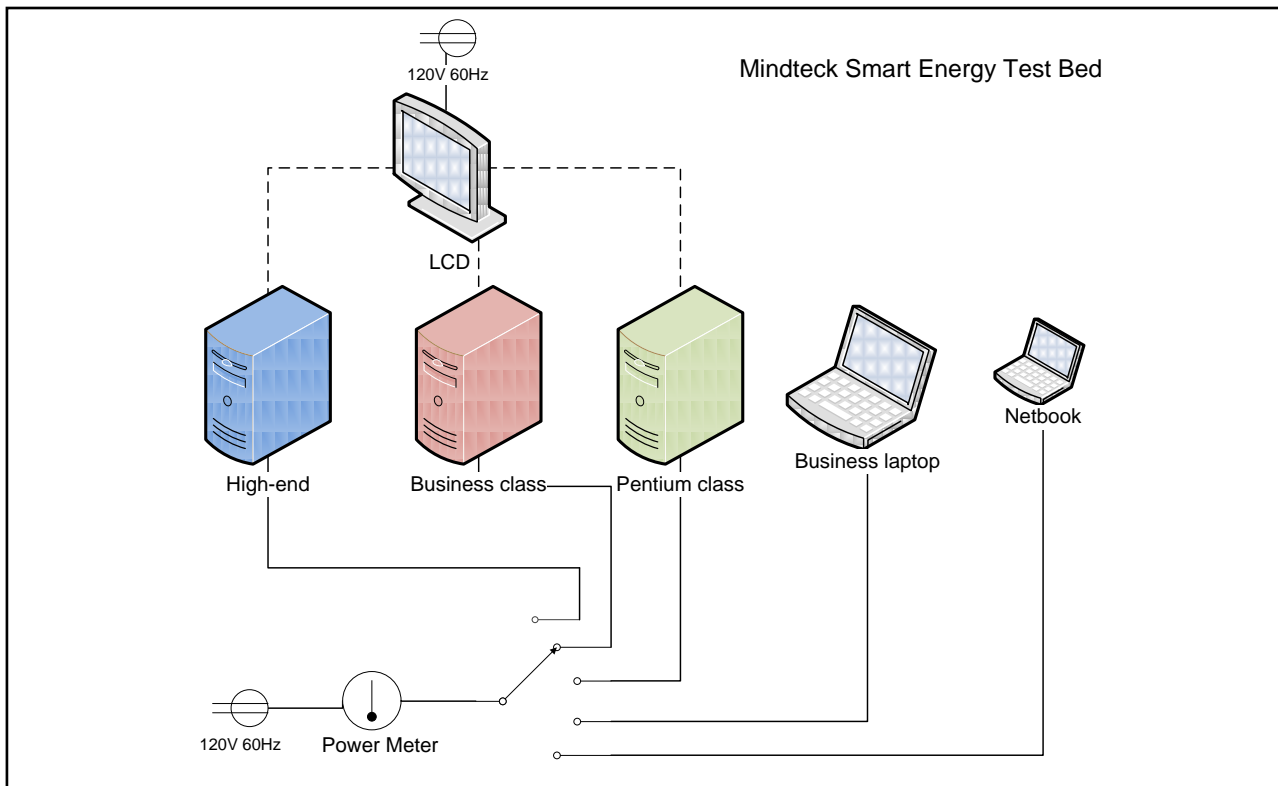 120V 60Hz
Mindteck Smart Energy Test Bed
LCD
High-end
Business class
Pentium class
Business laptop
Netbook
120V 60Hz
Power Meter